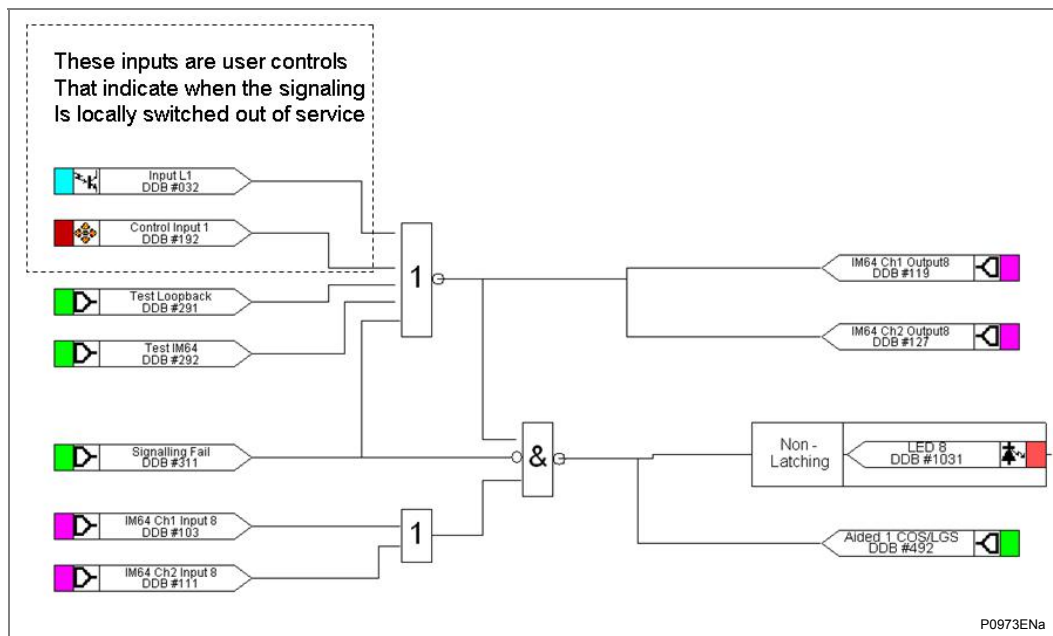 These inputs are user controls
That indicate when the signaling
Is locally switched out of service
Input L1
DDB #032
Control Input 1
DDB #192
Test Loopback
DDB #291
Test IM64
DDB #292
1
IM64 Ch1 Output8
DDB #119
IM64 Ch2 Output8
DDB #127
Signalling Fail
DDB #311
&
Non -
Latching
LED 8
DDB #1031
IM64 Ch1 Input 8
DDB #103
1
IM64 Ch2 Input 8
DDB #111
Aided 1 COS/LGS
DDB #492
P0973ENa